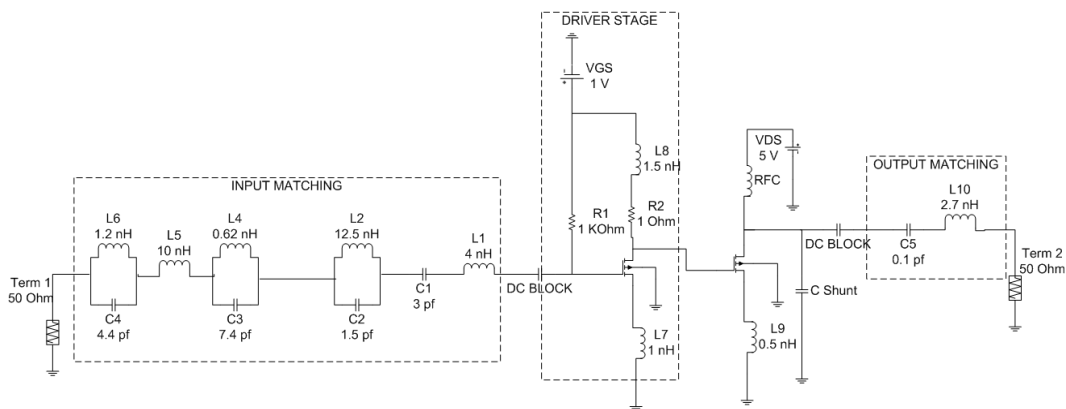 DRIVER STAGE
VGS
1 V
L8
1.5 nH
VDS
5 V
OUTPUT MATCHING
INPUT MATCHING
RFC
L10
2.7 nH
L6
1.2 nH
L5
10 nH
L4
0.62 nH
L2
12.5 nH
L1
4 nH
R1
1 KOhm
R2
1 Ohm
DC BLOCK
C5
0.1 pf
Term 1
50 Ohm
C1
3 pf
DC BLOCK
Term 2
50 Ohm
C Shunt
C4
4.4 pf
C3
7.4 pf
C2
1.5 pf
L7
1 nH
L9
0.5 nH